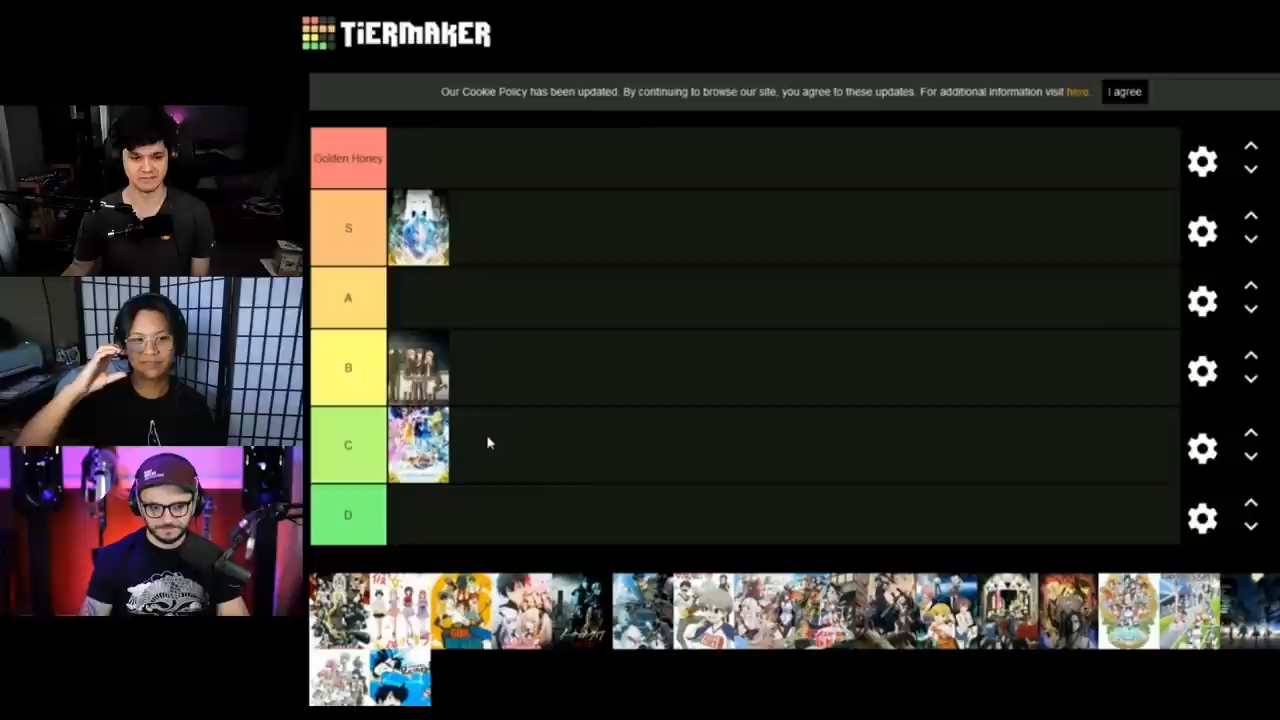 TiERMAKER
Our Cookie Policy has been updated. By continuing to browse our site, you agree to these updates. For additional information visit here.
I agree
Golden Honey
S
A
B
C
D